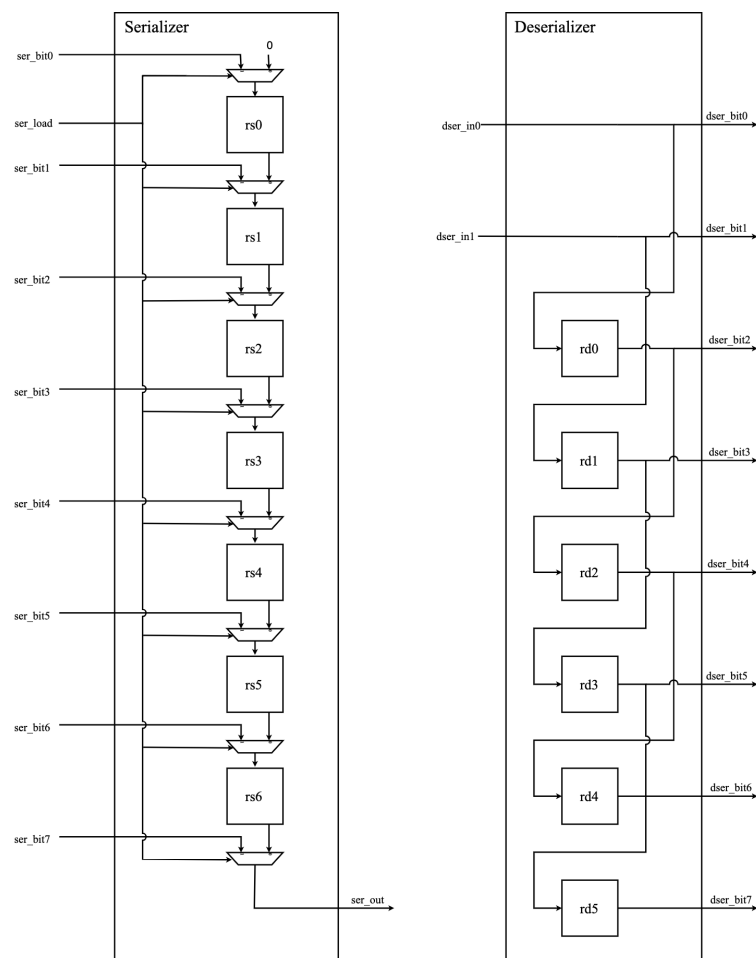 Serializer
ser_bit0
0
ser_load
rs0
ser_bit1
rs1
ser_bit2
rs2
ser_bit3
rs3
ser_bit4
rs4
ser_bit5
rs5
ser_bit6
rs6
ser_bit7
ser_out
Deserializer
dser_in0
dser_bit0
dser_in1
dser_bit1
rd0
dser_bit2
rd1
dser_bit3
rd2
dser_bit4
rd3
dser_bit5
rd4
dser_bit6
rd5
dser_bit7